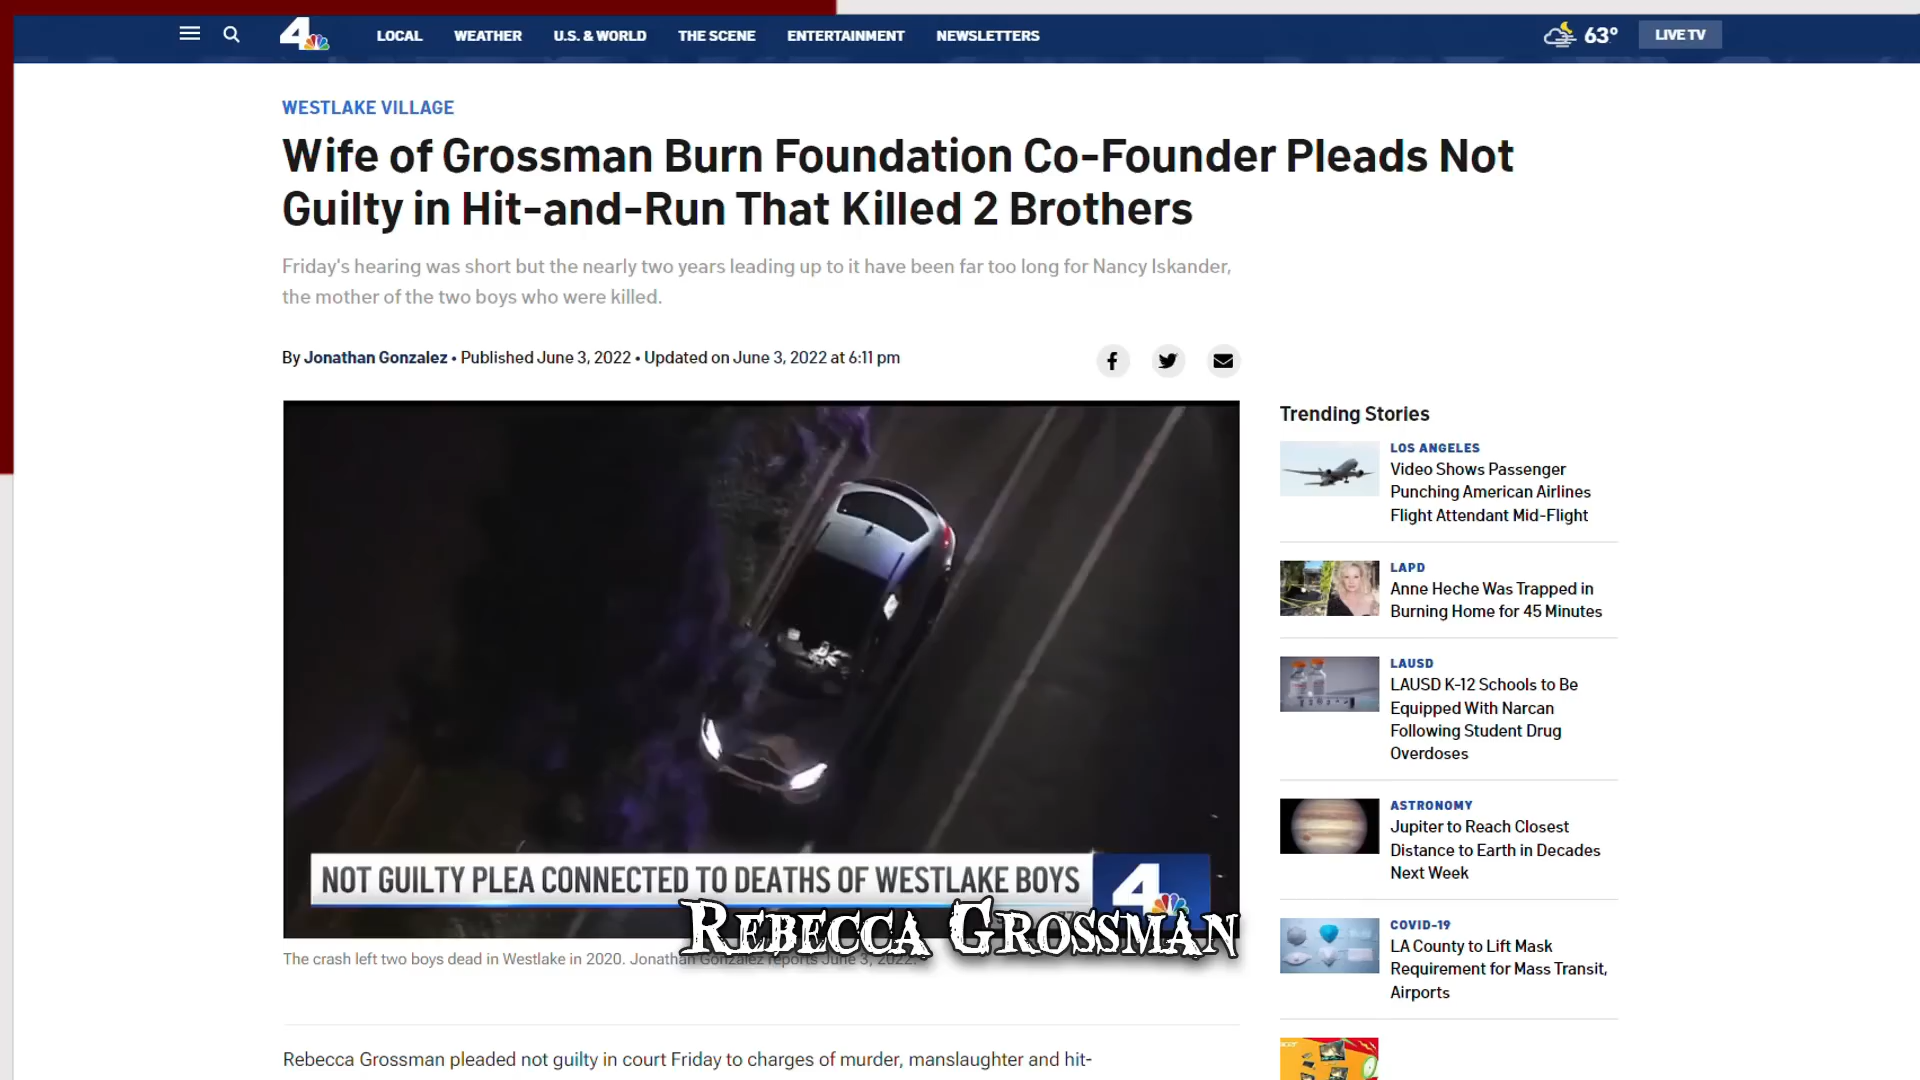 4
LOCAL
WEATHER
U.S. & WORLD
THE SCENE
ENTERTAINMENT
NEWSLETTERS
63°
LIVE TV
WESTLAKE VILLAGE
Wife of Grossman Burn Foundation Co-Founder Pleads Not
Guilty in Hit-and-Run That Killed 2 Brothers
Friday's hearing was short but the nearly two years leading up to it have been far too long for Nancy Iskander,
the mother of the two boys who were killed.
By Jonathan Gonzalez • Published June 3, 2022 • Updated on June 3, 2022 at 6:11 pm
NOT GUILTY PLEA CONNECTED TO DEATHS OF WESTLAKE BOYS
4
REBECCA GROSSMAN
The crash left two boys dead in Westlake in 2020. Jonathan Gonzalez reports June 3, 2022.
Rebecca Grossman pleaded not guilty in court Friday to charges of murder, manslaughter and hit-
Trending Stories
LOS ANGELES
Video Shows Passenger
Punching American Airlines
Flight Attendant Mid-Flight
LAPD
Anne Heche Was Trapped in
Burning Home for 45 Minutes
LAUSD
LAUSD K-12 Schools to Be
Equipped With Narcan
Following Student Drug
Overdoses
ASTRONOMY
Jupiter to Reach Closest
Distance to Earth in Decades
Next Week
COVID-19
LA County to Lift Mask
Requirement for Mass Transit,
Airports